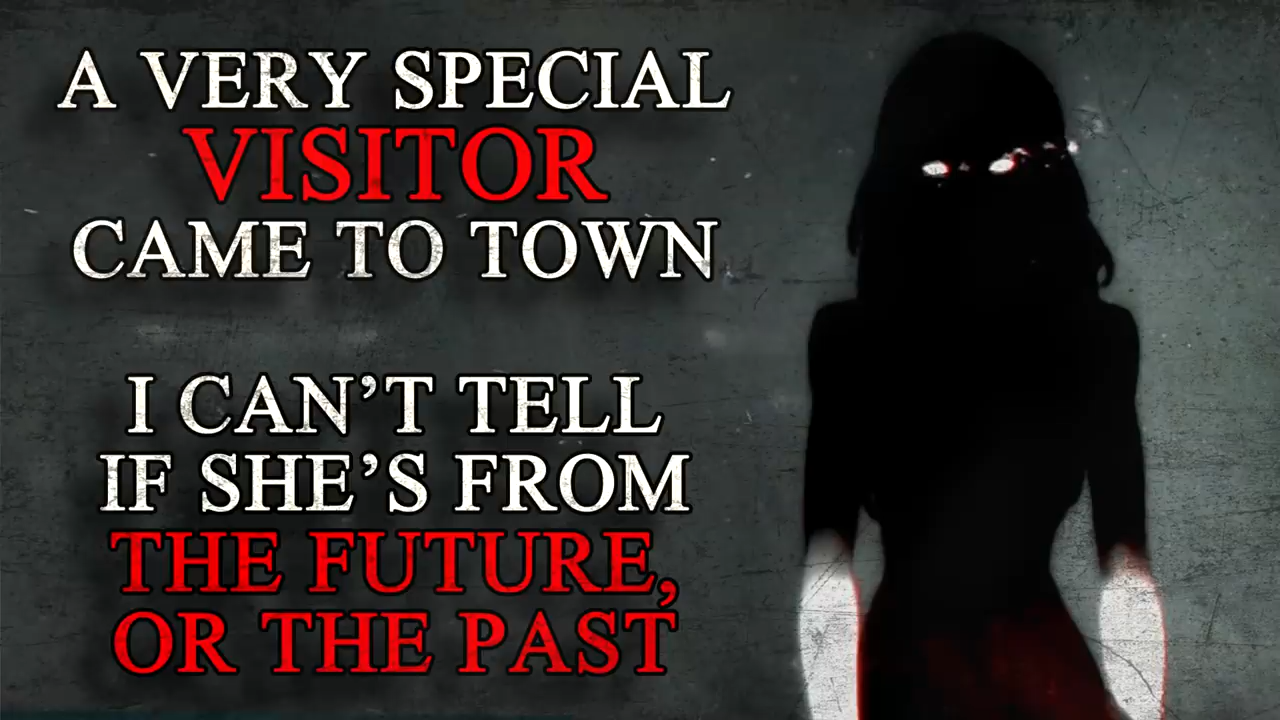 A VERY SPECIAL
VISITOR
CAME TO TOWN
I CAN'T TELL
IF SHE'S FROM
THE FUTURE,
OR THE PAST